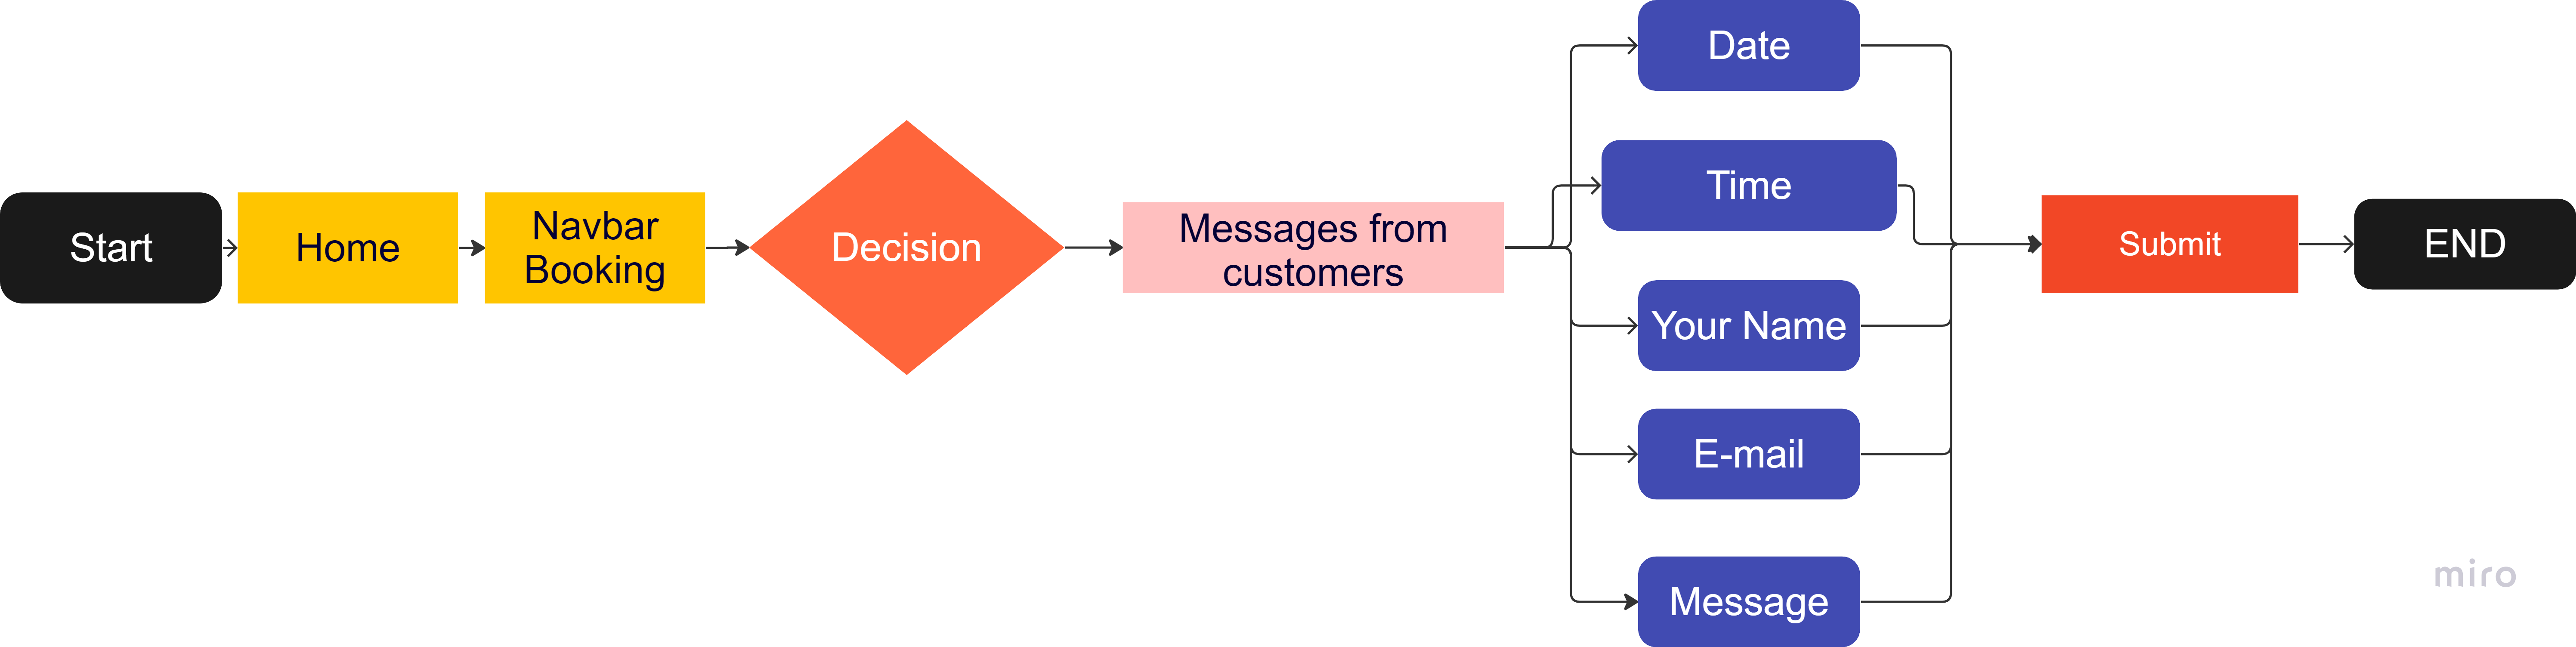 Start
Home
Navbar
Booking
Decision
Messages from
customers
Date
Time
Your Name
E-mail
Message
Submit
END
miro